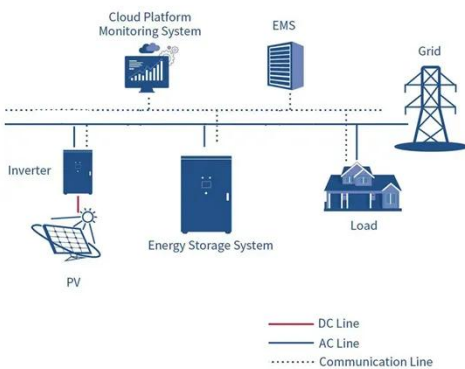 Cloud Platform
Monitoring System
EMS
Grid
Inverter
Energy Storage System
Load
PV
DC Line
AC Line
Communication Line